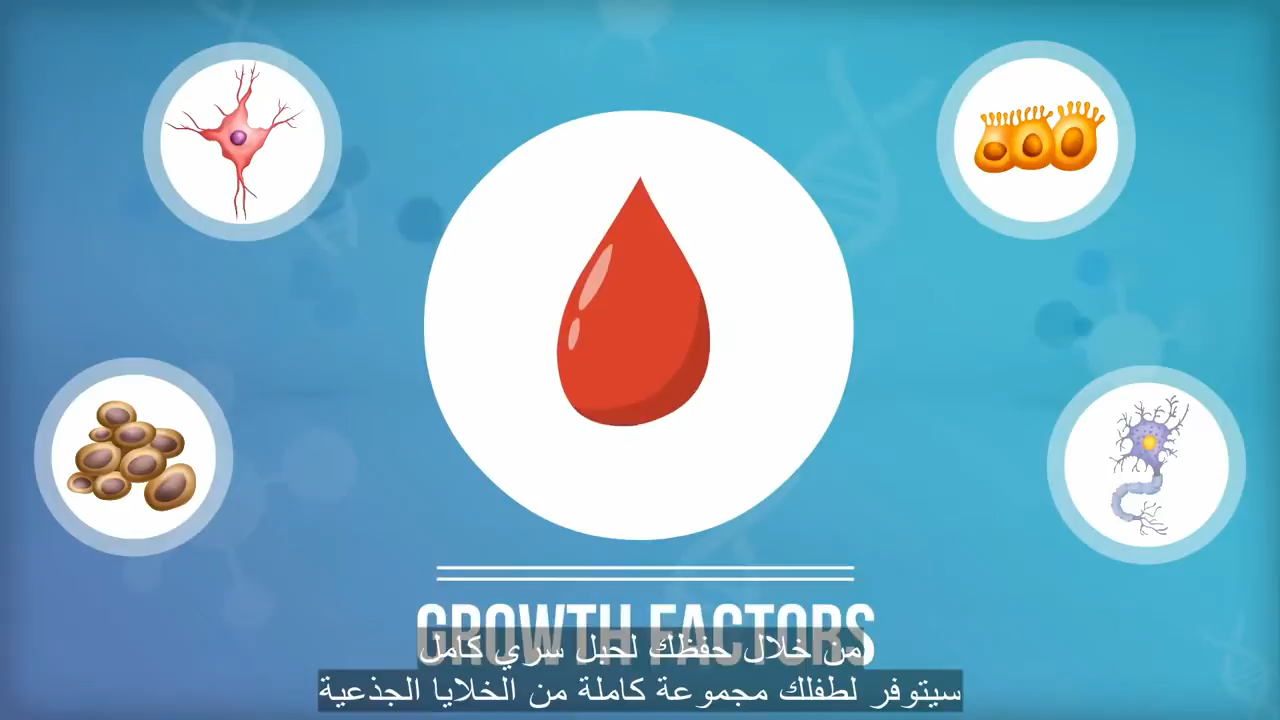 GROWTH FACTORS
من خلال حفظك لحبل سري كامل
سيتوفر لطفلك مجموعة كاملة من الخلايا الجذعية